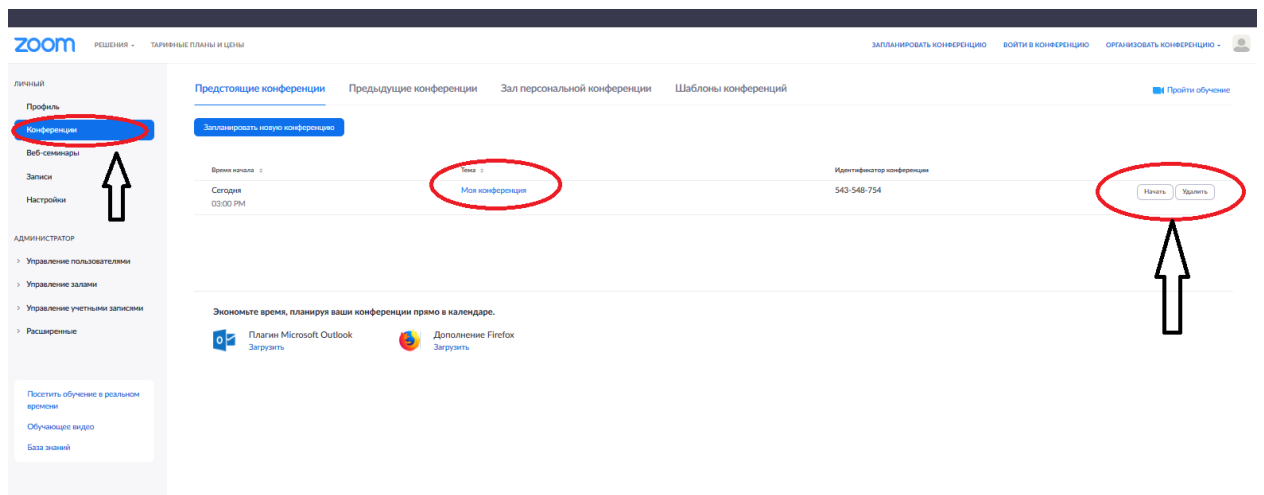 zoom РЕШЕНИЯ ТАРИФНЫЕ ПЛАНЫ И ЦЕНЫ ЗАПЛАНИРОВАТЬ КОНФЕРЕНЦИЮ ВОЙТИ В КОНФЕРЕНЦИЮ ОРГАНИЗОВАТЬ КОНФЕРЕНЦИЮ
ЛИЧНЫЙ
Профиль
Конференции
Веб-семинары
Записи
Настройки
АДМИНИСТРАТОР
Управление пользователями
Управление залами
Управление учетными записями
Расширенные
Посетить обучение в реальном
времени
Обучающее видео
База знаний
Предстоящие конференции Предыдущие конференции Зал персональной конференции Шаблоны конференций Пройти обучение
Запланировать новую конференцию
Время начала Тема Идентификатор конференции
Сегодня Моя конференция 543-548-754 Начать Удалить
03:00 PM
Экономьте время, планируя ваши конференции прямо в календаре.
Плагин Microsoft Outlook Дополнение Firefox
Загрузить Загрузить